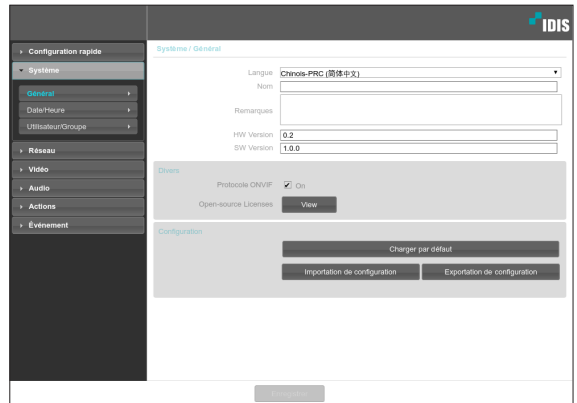 IDIS
Configuration rapide
Système
Général
Date/Heure
Utilisateur/Groupe
Réseau
Vidéo
Audio
Actions
Événement
Système / Général
Langue Chinois-PRC (简体中文)
Nom
Remarques
HW Version 0.2
SW Version 1.0.0
Divers
Protocole ONVIF On
Open-source Licenses View
Configuration
Charger par défaut
Importation de configuration Exportation de configuration